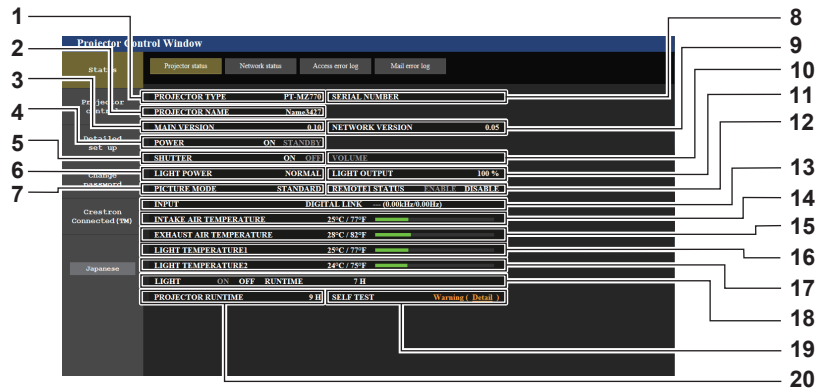 Projector Control Window
Status
Projector status
Network status
Access error log
Mail error log
Projector control
Detailed set up
Change password
Crestron Connected(TM)
Japanese
PROJECTOR TYPE PT-MZ770 SERIAL NUMBER
PROJECTOR NAME Name3427
MAIN VERSION 0.10 NETWORK VERSION 0.05
POWER ON STANDBY
SHUTTER ON OFF VOLUME
LIGHT POWER NORMAL LIGHT OUTPUT 100 %
PICTURE MODE STANDARD REMOTE1 STATUS ENABLE DISABLE
INPUT DIGITAL LINK --- (0.00kHz/0.00Hz)
INTAKE AIR TEMPERATURE 25°C / 77°F
EXHAUST AIR TEMPERATURE 28°C / 82°F
LIGHT TEMPERATURE1 25°C / 77°F
LIGHT TEMPERATURE2 24°C / 75°F
LIGHT ON OFF RUNTIME 7 H
PROJECTOR RUNTIME 9 H SELF TEST Warning ( Detail )
1
2
3
4
5
6
7
8
9
10
11
12
13
14
15
16
17
18
19
20